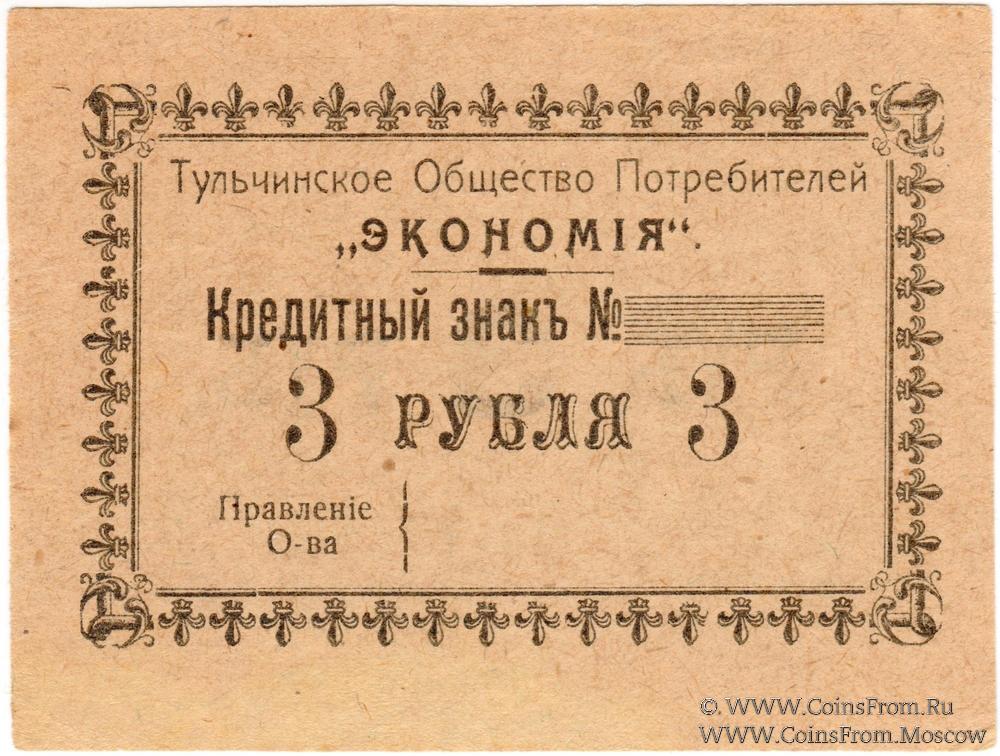 Тульчинское Общество Потребителей
„ЭКОНОМІЯ“.
Кредитный знакъ №
3 РУБЛЯ 3
Правленіе
О-ва
© WWW.CoinsFrom.Ru
WWW.CoinsFrom.Moscow